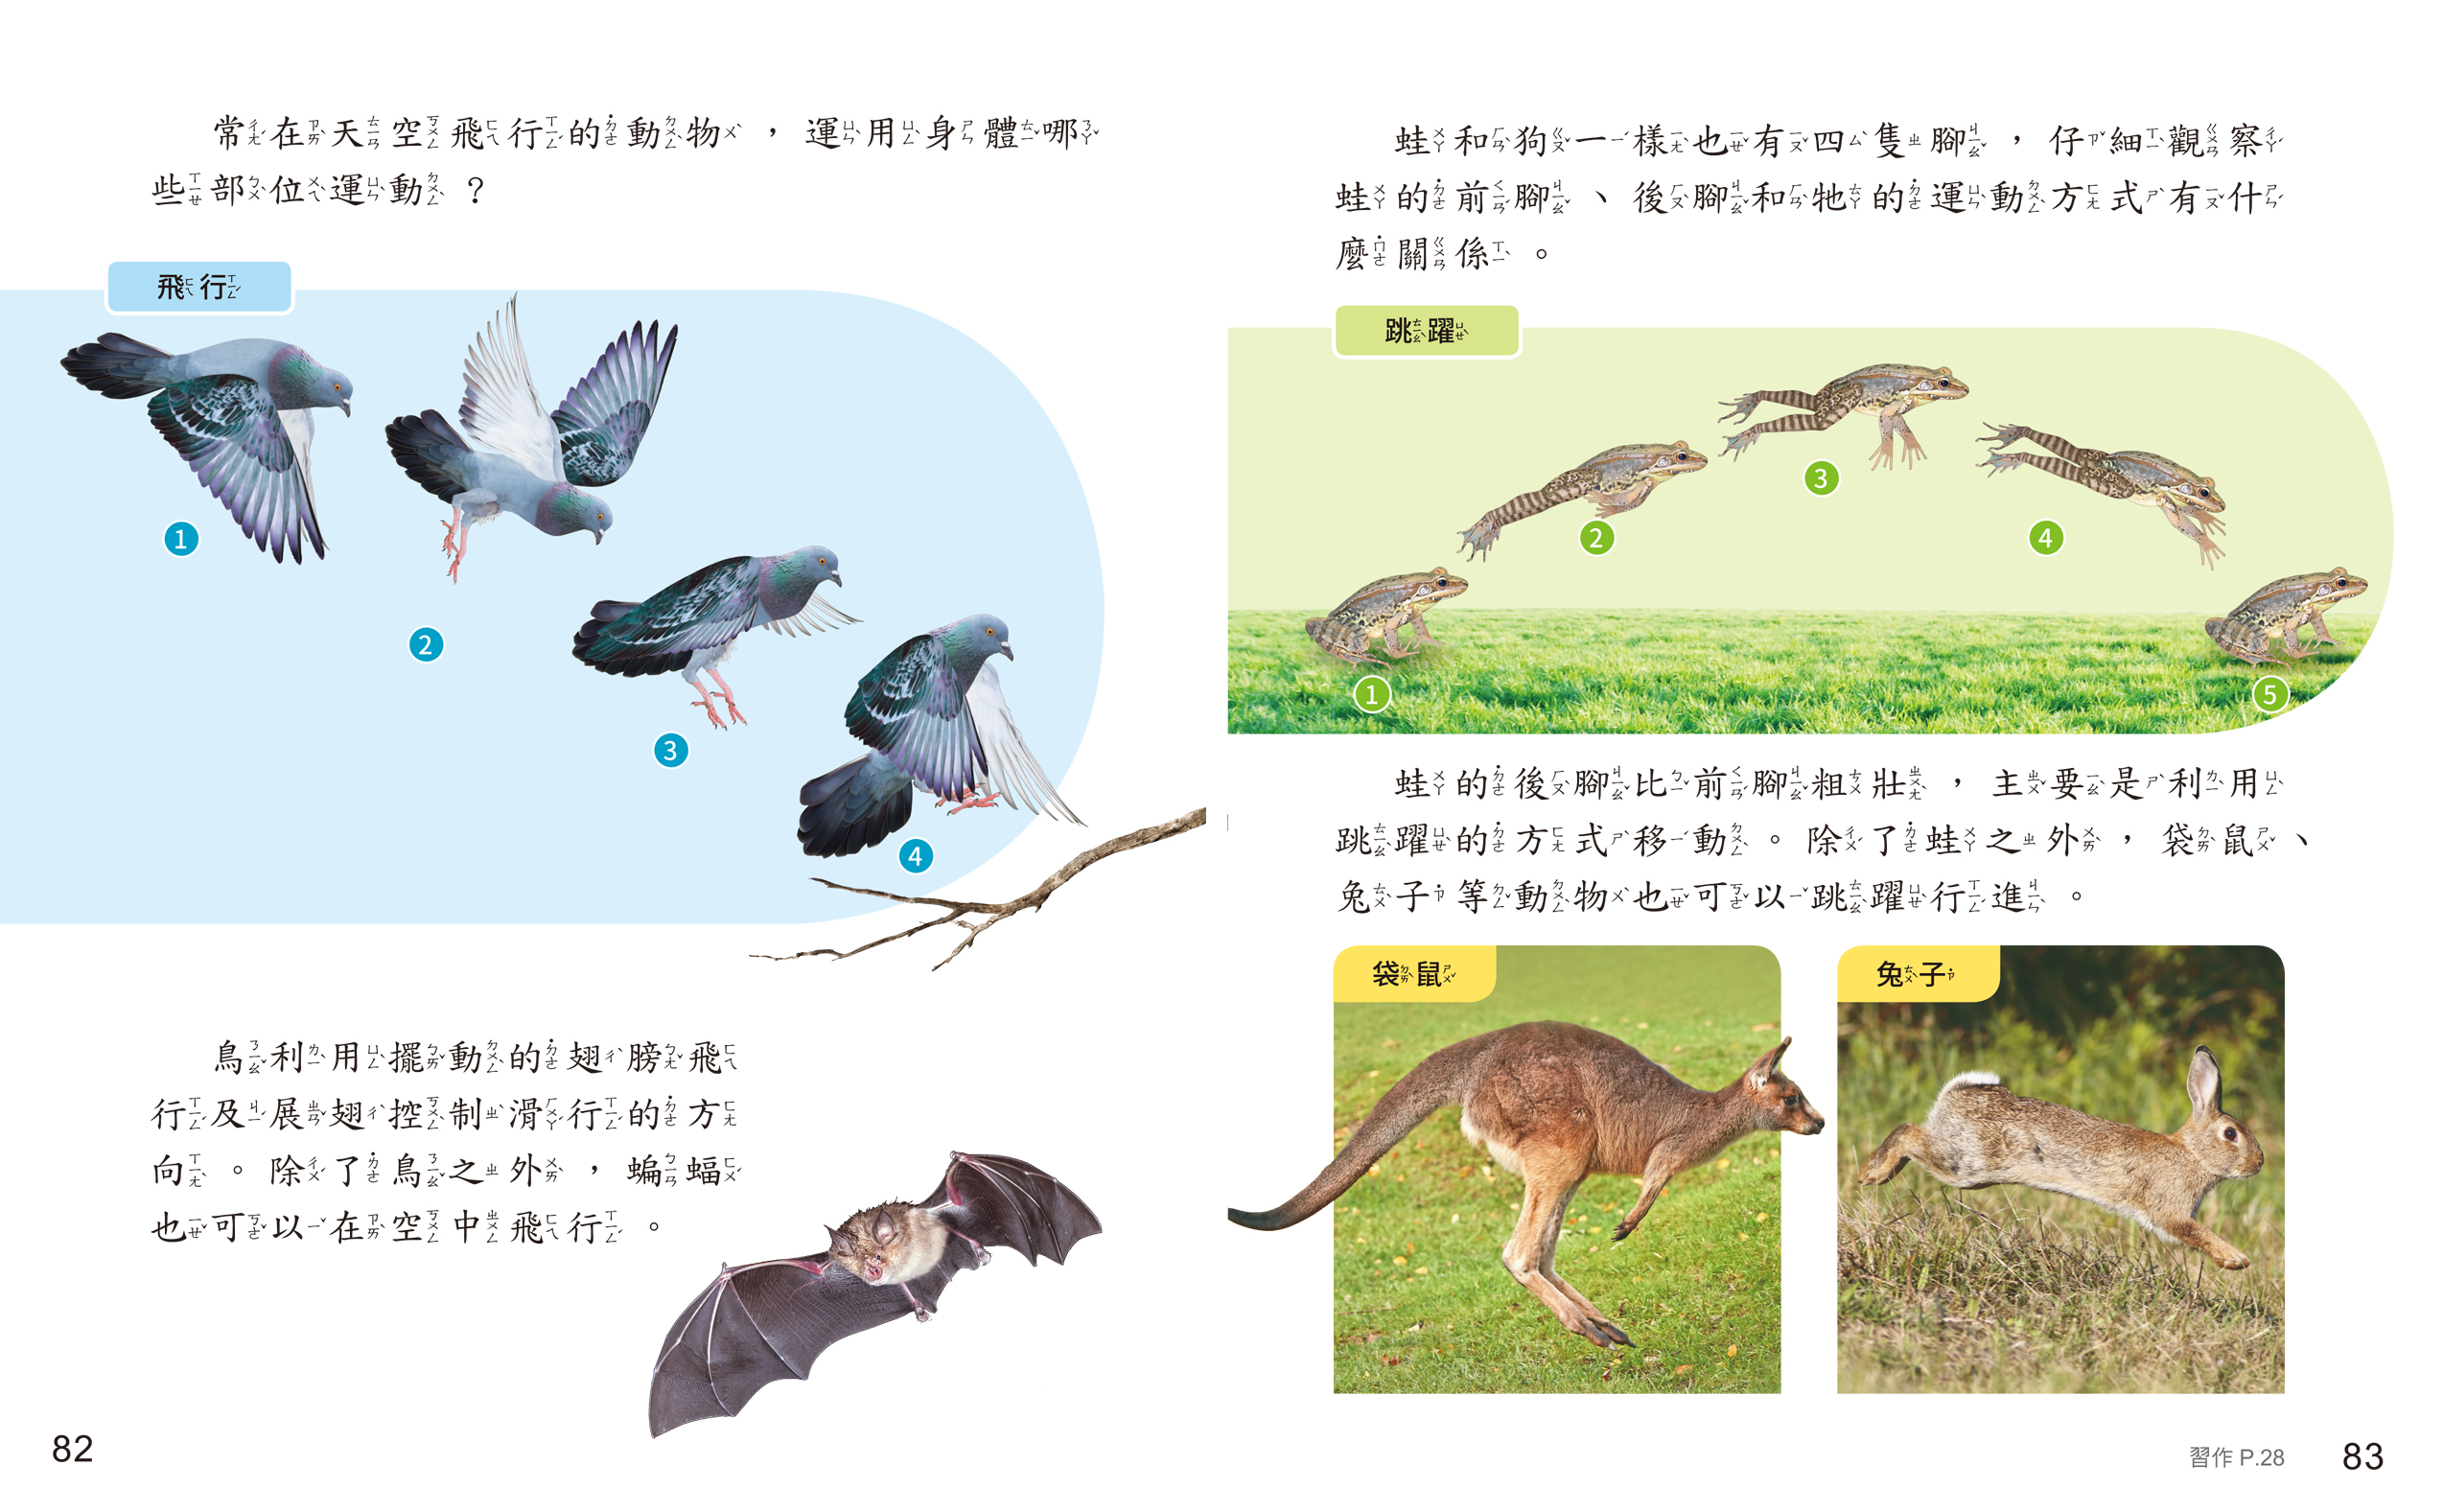 常在天空飛行的動物，運用身體哪
些部位運動？
飛行
1
2
3
4
鳥利用擺動的翅膀飛
行及展翅控制滑行的方
向。除了鳥之外，蝙蝠
也可以在空中飛行。
82
蛙和狗一樣也有四隻腳，仔細觀察
蛙的前腳、後腳和牠的運動方式有什
麼關係。
跳躍
1
2
3
4
5
蛙的後腳比前腳粗壯，主要是利用
跳躍的方式移動。除了蛙之外，袋鼠、
兔子等動物也可以跳躍行進。
袋鼠
兔子
習作 P.28
83